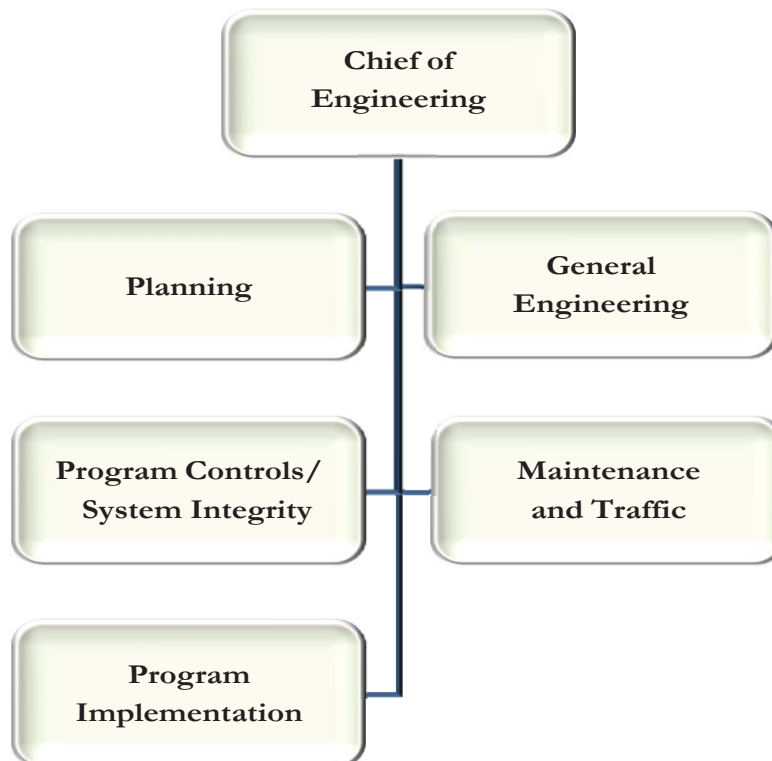 Chief of
Engineering
Planning
General
Engineering
Program Controls/
System Integrity
Maintenance
and Traffic
Program
Implementation